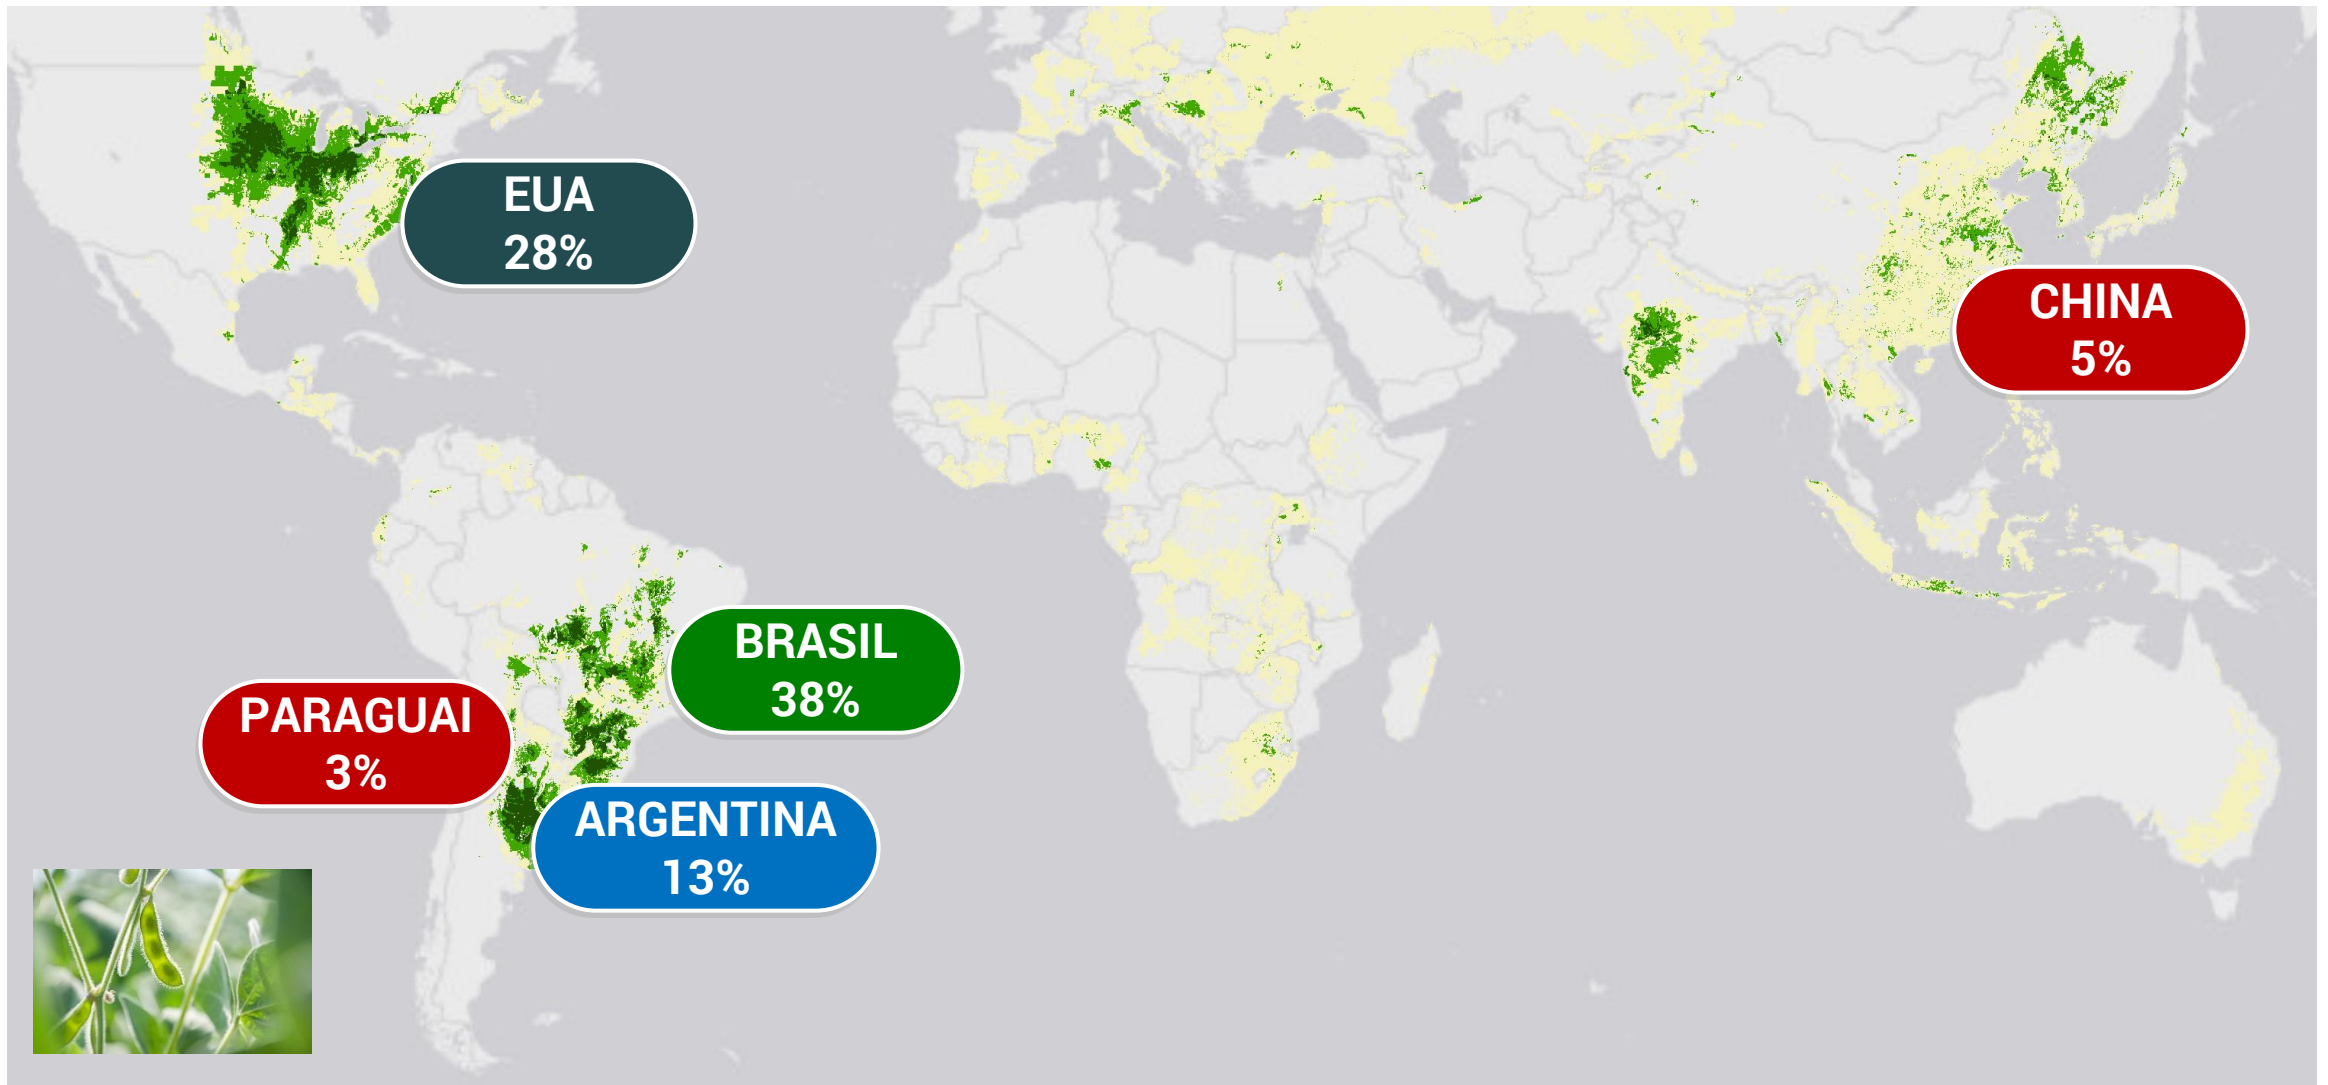 EUA
28%
CHINA
5%
BRASIL
38%
PARAGUAI
3%
ARGENTINA
13%